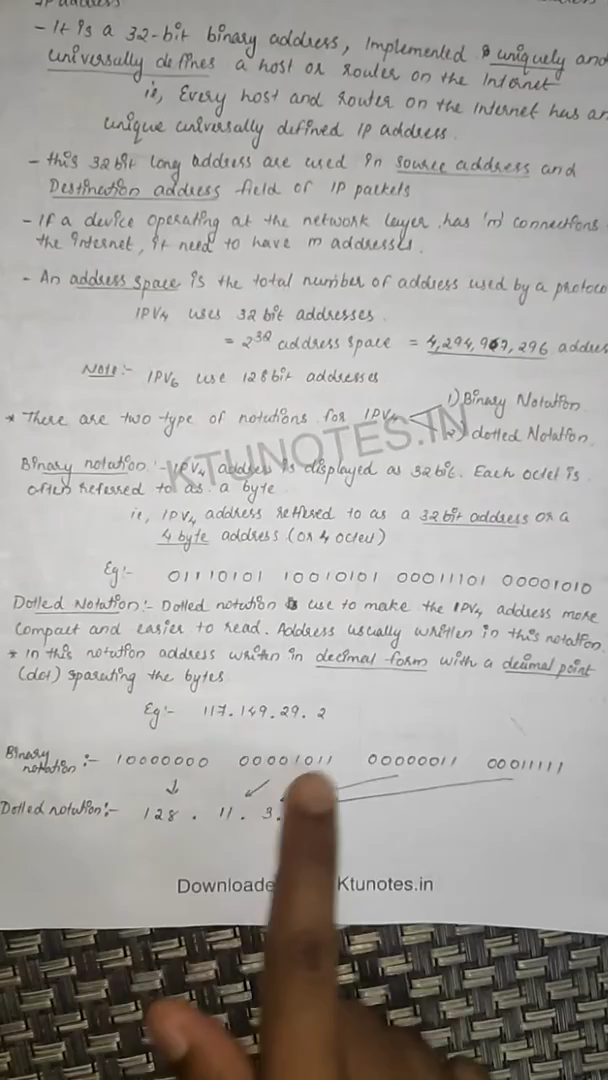 IP address
- It is a 32-bit binary address, Implemented uniquely and
universally defines a host or router on the Internet
ie, Every host and router on the Internet has an
unique universally defined IP address.
- this 32 bit long address are used in source address and
Destination address field of IP packets
- If a device operating at the network layer has 'm' connections
the internet, it need to have m addresses.
- An address space is the total number of address used by a protoco
IPV4 uses 32 bit addresses.
= 2^32 address space = 4,294,967,296 addres
Note:- IPV6 use 128 bit addresses
* There are two type of notations for IPV4 1) Binary Notation
2) dotted Notation
KTUNOTES.IN
Binary notation :- IPV4 address is displayed as 32 bit. Each octet is
often referred to as a byte
ie, IPV4 address reffered to as a 32 bit address or a
4 byte address (or 4 octed)
Eg:- 01110101 10010101 00011101 00001010
Dotted Notation:- Dotted notation use to make the IPV4 address more
compact and easier to read. Address usually written in this notation.
* In this notation address written in decimal form with a decimal point
(dot) sparating the bytes
Eg:- 117.149.29.2
Binary notation :- 10000000 00001011 00000011 00011111
Dotted notation:- 128 . 11 . 3.
Downloade Ktunotes.in